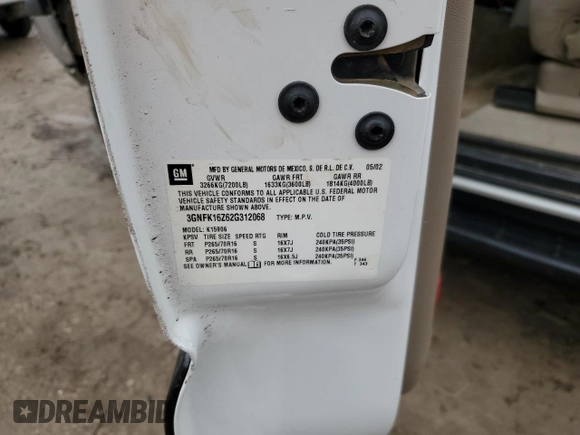 GM
MFD BY GENERAL MOTORS DE MEXICO, S. DE R.L. DE C.V. 05/02
GVWR GAWR FRT GAWR RR
3266KG(7200LB) 1633KG(3600LB) 1814KG(4000LB)
THIS VEHICLE CONFORMS TO ALL APPLICABLE U.S. FEDERAL MOTOR
VEHICLE SAFETY STANDARDS IN EFFECT ON THE DATE OF
MANUFACTURE SHOWN ABOVE.
3GNFK16Z62G312068 TYPE: M.P.V.
MODEL: K15906
KPSV TIRE SIZE SPEED RTG RIM COLD TIRE PRESSURE
FRT P265/70R16 S 16X7J 240KPA(35PSI)
RR P265/70R16 S 16X7J 240KPA(35PSI)
SPA P265/70R16 S 16X6.5J 240KPA(35PSI)
SEE OWNER'S MANUAL FOR MORE INFORMATION
DREAMBID